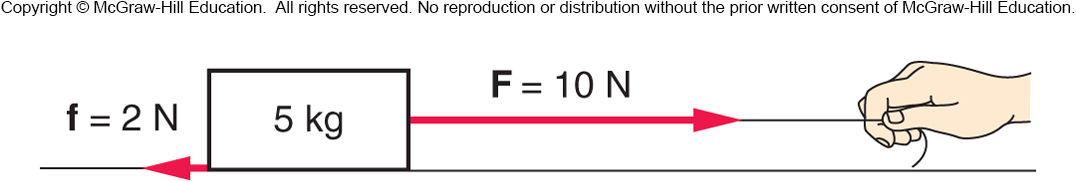 Copyright © McGraw-Hill Education. All rights reserved. No reproduction or distribution without the prior written consent of McGraw-Hill Education.
F = 10 N
f = 2 N
5 kg